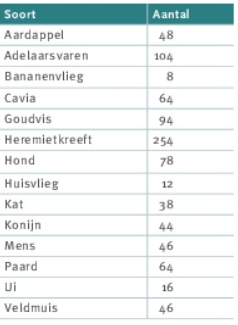 Soort Aantal
Aardappel 48
Adelaarsvaren 104
Bananenvlieg 8
Cavia 64
Goudvis 94
Heremietkreeft 254
Hond 78
Huisvlieg 12
Kat 38
Konijn 44
Mens 46
Paard 64
Ui 16
Veldmuis 46